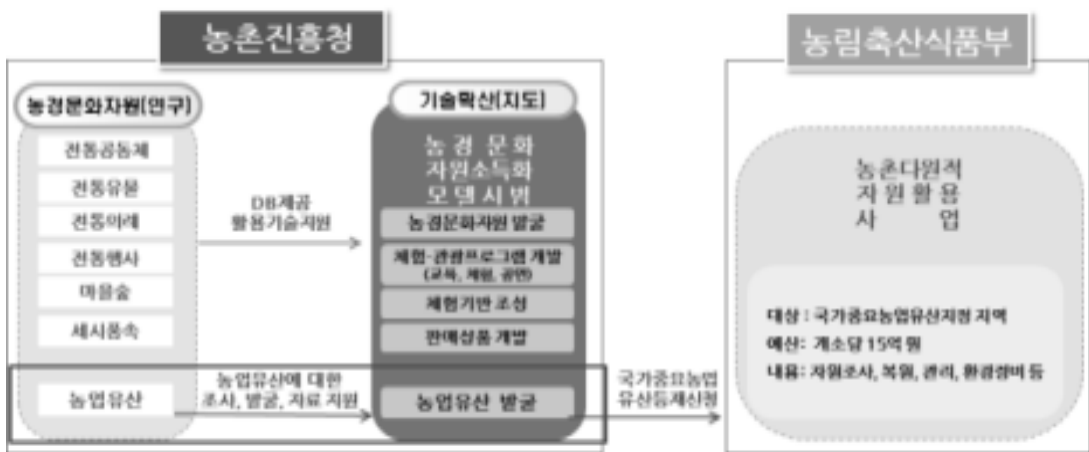 농촌진흥청
농림축산식품부
농경문화자원(연구)
전통공동체
전통유물
전통의례
전통행사
마을숲
세시풍속
농업유산
DB제공
활용기술지원
농업유산에 대한
조사, 발굴, 자료 지원
기술확산(지도)
농경 문화
자원소득화
모델시범
농경문화자원 발굴
체험·관광프로그램 개발
(교육, 체험, 공연)
체험기반 조성
판매상품 개발
농업유산 발굴
국가중요농업
유산등재신청
농촌다원적
자원활용
사 업
대상 : 국가중요농업유산지정 지역
예산: 개소당 15억 원
내용: 자원조사, 복원, 관리, 환경정비 등